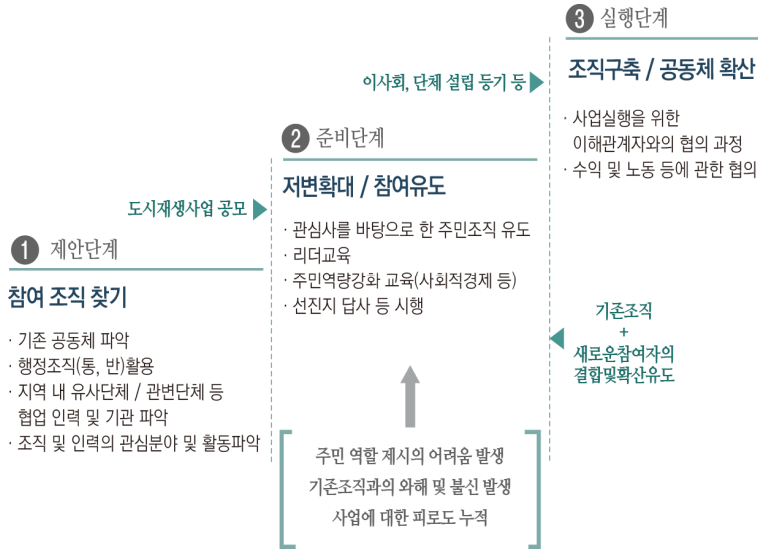 1 제안단계
참여 조직 찾기
· 기존 공동체 파악
· 행정조직(통, 반)활용
· 지역 내 유사단체 / 관변단체 등
협업 인력 및 기관 파악
· 조직 및 인력의 관심분야 및 활동파악
도시재생사업 공모
2 준비단계
저변확대 / 참여유도
· 관심사를 바탕으로 한 주민조직 유도
· 리더교육
· 주민역량강화 교육(사회적경제 등)
· 선진지 답사 등 시행
주민 역할 제시의 어려움 발생
기존조직과의 와해 및 불신 발생
사업에 대한 피로도 누적
이사회, 단체 설립 등기 등
3 실행단계
조직구축 / 공동체 확산
· 사업실행을 위한
이해관계자와의 협의 과정
· 수익 및 노동 등에 관한 협의
기존조직
+
새로운참여자의
결합및확산유도